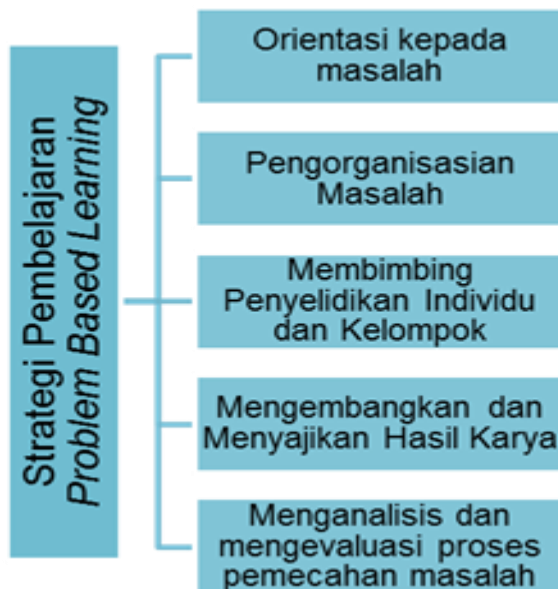 Strategi Pembelajaran
Problem Based Learning
Orientasi kepada
masalah
Pengorganisasian
Masalah
Membimbing
Penyelidikan Individu
dan Kelompok
Mengembangkan dan
Menyajikan Hasil Karya
Menganalisis dan
mengevaluasi proses
pemecahan masalah